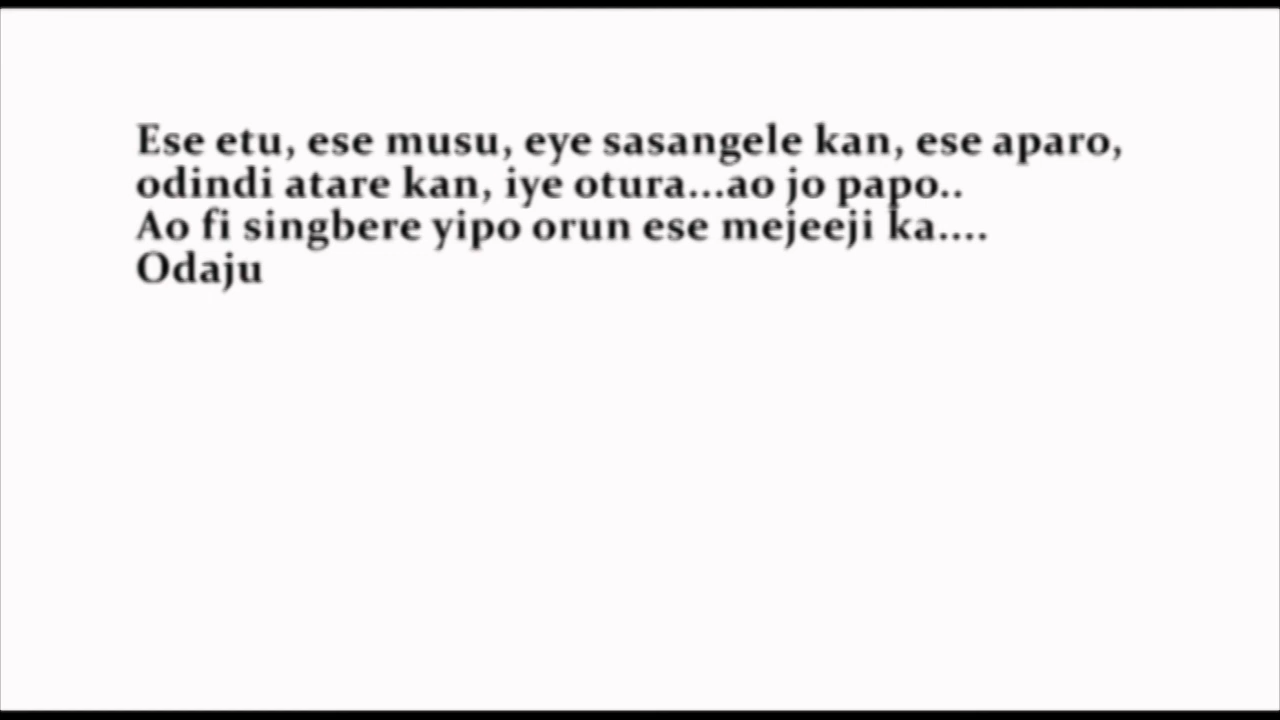 Ese etu, ese musu, eye sasangele kan, ese aparo,
odindi atare kan, iye otura...ao jo papo..
Ao fi singbere yipo orun ese mejeeji ka....
Odaju